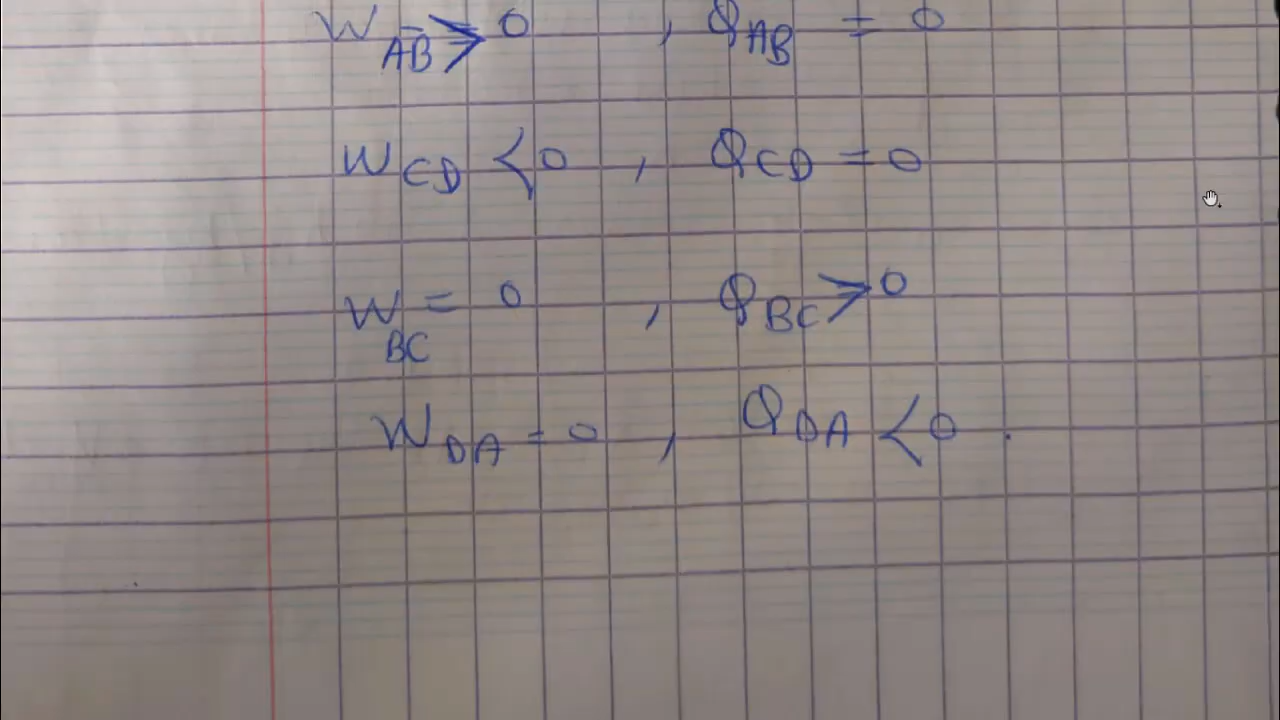 W_AB > 0 , Q_AB = 0
W_CD < 0 , Q_CD = 0
W_BC = 0 , Q_BC > 0
W_DA = 0 , Q_DA < 0 .